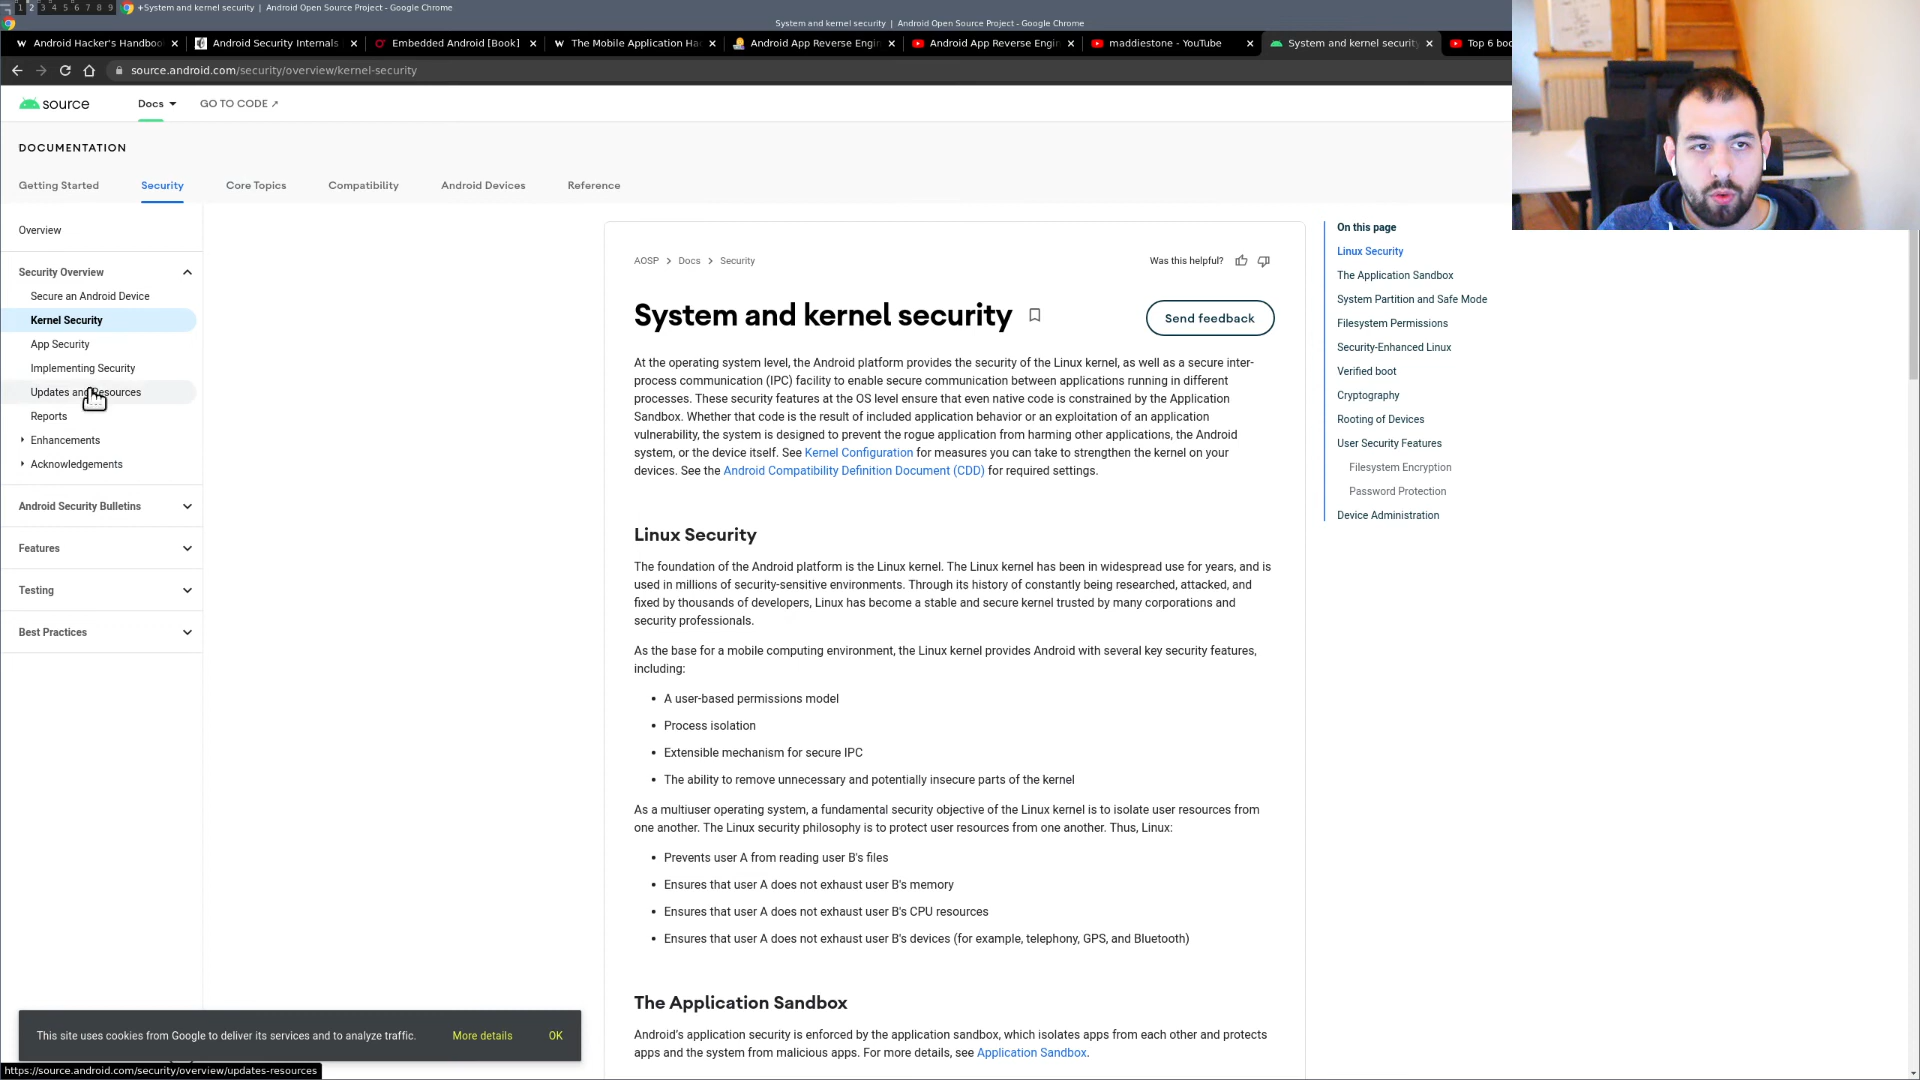 1 2 3 4 5 6 7 8 9 +System and kernel security | Android Open Source Project - Google Chrome
System and kernel security | Android Open Source Project - Google Chrome
Android Hacker's Handboo
Android Security Internals
Embedded Android [Book]
The Mobile Application Ha
Android App Reverse Engin
Android App Reverse Engin
maddiestone - YouTube
System and kernel security
Top 6 boo
source.android.com/security/overview/kernel-security
source
Docs
GO TO CODE ↗
DOCUMENTATION
Getting Started
Security
Core Topics
Compatibility
Android Devices
Reference
Overview
Security Overview
Secure an Android Device
Kernel Security
App Security
Implementing Security
Updates and Resources
Reports
Enhancements
Acknowledgements
Android Security Bulletins
Features
Testing
Best Practices
AOSP > Docs > Security
Was this helpful?
System and kernel security
Send feedback
At the operating system level, the Android platform provides the security of the Linux kernel, as well as a secure inter-
process communication (IPC) facility to enable secure communication between applications running in different
processes. These security features at the OS level ensure that even native code is constrained by the Application
Sandbox. Whether that code is the result of included application behavior or an exploitation of an application
vulnerability, the system is designed to prevent the rogue application from harming other applications, the Android
system, or the device itself. See Kernel Configuration for measures you can take to strengthen the kernel on your
devices. See the Android Compatibility Definition Document (CDD) for required settings.
Linux Security
The foundation of the Android platform is the Linux kernel. The Linux kernel has been in widespread use for years, and is
used in millions of security-sensitive environments. Through its history of constantly being researched, attacked, and
fixed by thousands of developers, Linux has become a stable and secure kernel trusted by many corporations and
security professionals.
As the base for a mobile computing environment, the Linux kernel provides Android with several key security features,
including:
• A user-based permissions model
• Process isolation
• Extensible mechanism for secure IPC
• The ability to remove unnecessary and potentially insecure parts of the kernel
As a multiuser operating system, a fundamental security objective of the Linux kernel is to isolate user resources from
one another. The Linux security philosophy is to protect user resources from one another. Thus, Linux:
• Prevents user A from reading user B's files
• Ensures that user A does not exhaust user B's memory
• Ensures that user A does not exhaust user B's CPU resources
• Ensures that user A does not exhaust user B's devices (for example, telephony, GPS, and Bluetooth)
The Application Sandbox
Android's application security is enforced by the application sandbox, which isolates apps from each other and protects
apps and the system from malicious apps. For more details, see Application Sandbox.
On this page
Linux Security
The Application Sandbox
System Partition and Safe Mode
Filesystem Permissions
Security-Enhanced Linux
Verified boot
Cryptography
Rooting of Devices
User Security Features
Filesystem Encryption
Password Protection
Device Administration
This site uses cookies from Google to deliver its services and to analyze traffic.
More details
OK
https://source.android.com/security/overview/updates-resources